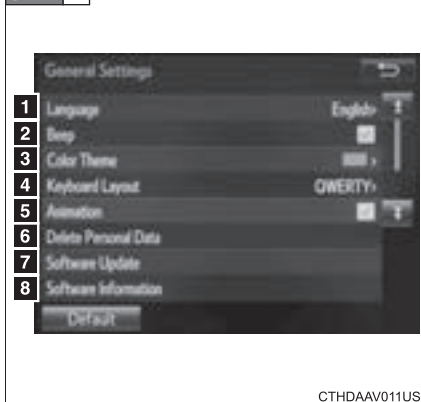 General Settings
1 Language English
2 Beep
3 Color Theme
4 Keyboard Layout QWERTY
5 Animation
6 Delete Personal Data
7 Software Update
8 Software Information
Default
CTHDAAV011US